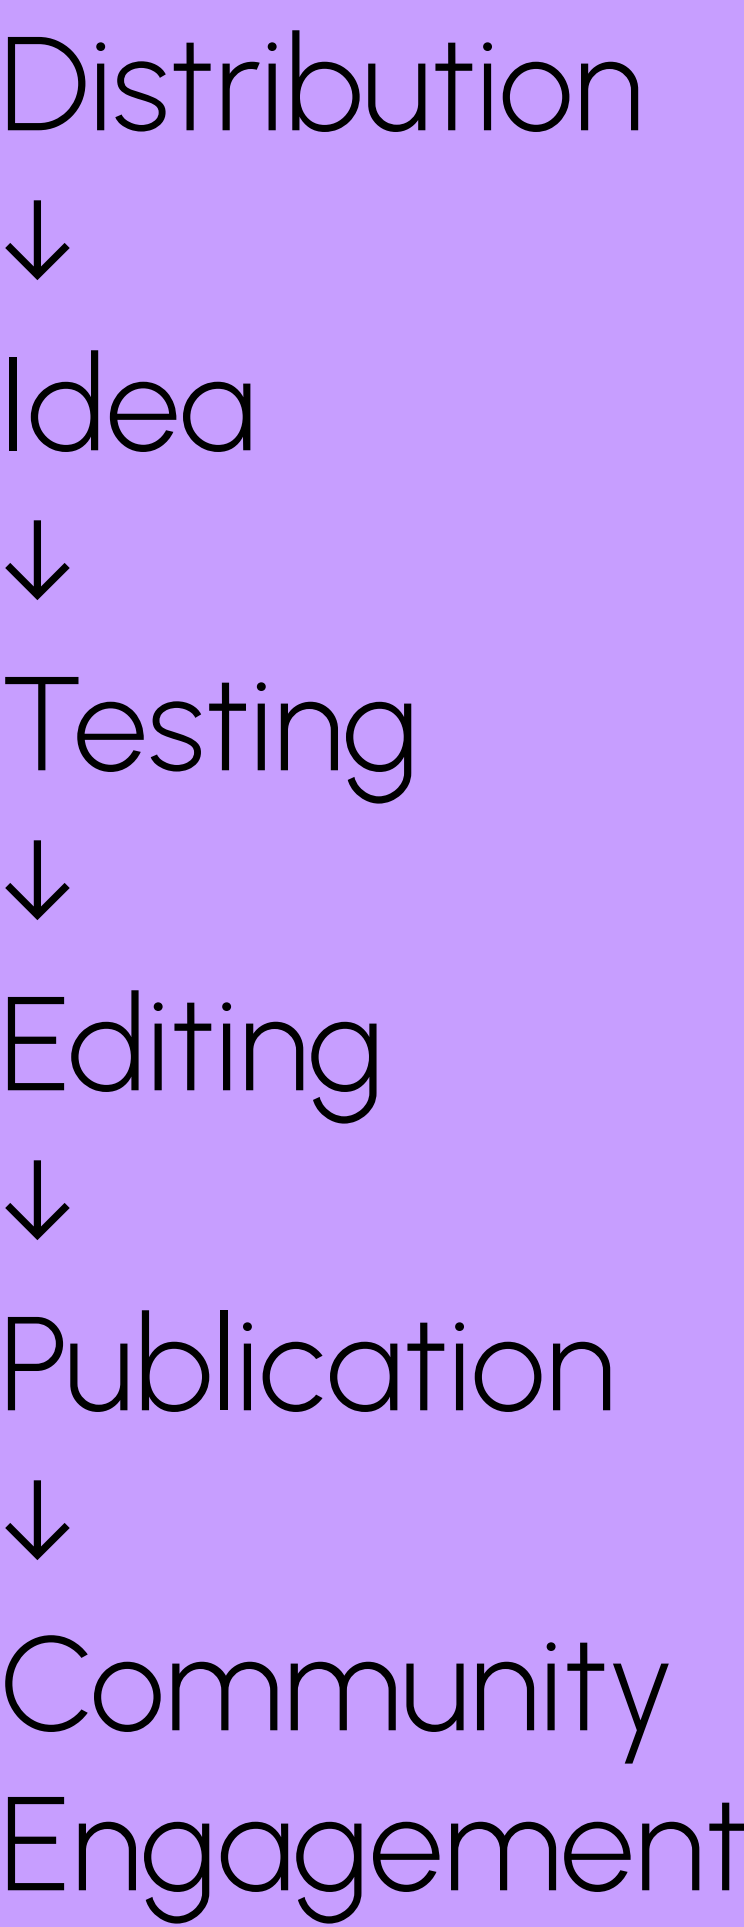 Distribution
↓
Idea
↓
Testing
↓
Editing
↓
Publication
↓
Community
Engagement